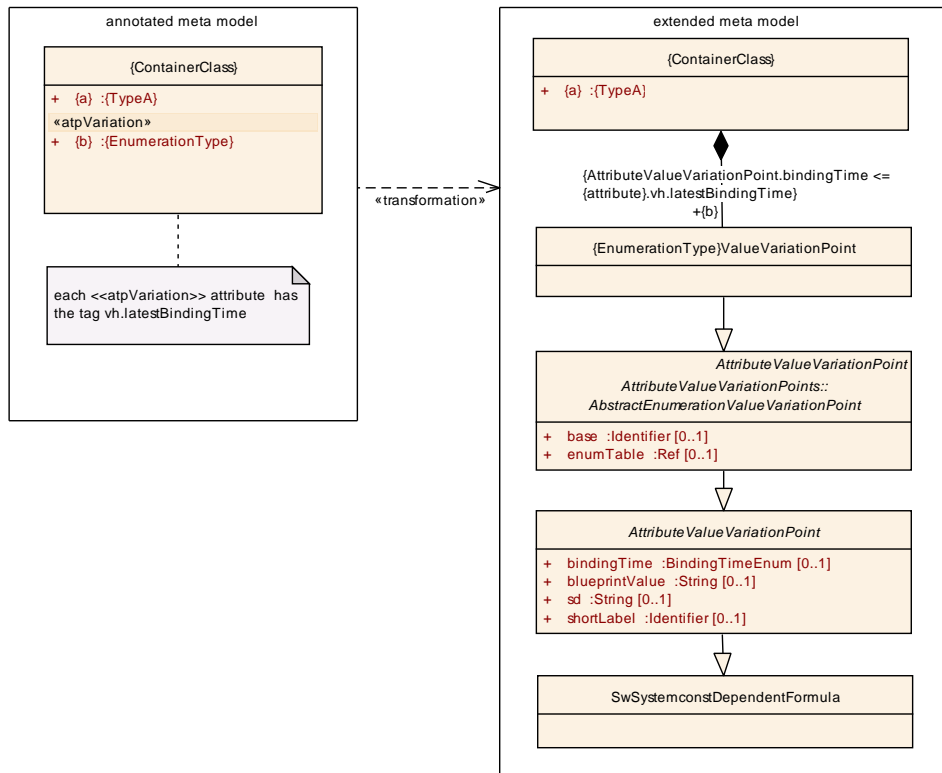 annotated meta model
{ContainerClass}
+ {a} :{TypeA}
«atpVariation»
+ {b} :{EnumerationType}
each <<atpVariation>> attribute has
the tag vh.latestBindingTime
«transformation»
extended meta model
{ContainerClass}
+ {a} :{TypeA}
{AttributeValueVariationPoint.bindingTime <=
{attribute}.vh.latestBindingTime}
+{b}
{EnumerationType}ValueVariationPoint
AttributeValueVariationPoint
AttributeValueVariationPoints::
AbstractEnumerationValueVariationPoint
+ base :Identifier [0..1]
+ enumTable :Ref [0..1]
AttributeValueVariationPoint
+ bindingTime :BindingTimeEnum [0..1]
+ blueprintValue :String [0..1]
+ sd :String [0..1]
+ shortLabel :Identifier [0..1]
SwSystemconstDependentFormula